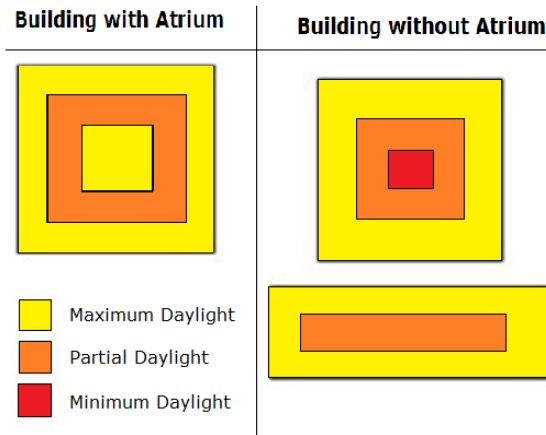 Building with Atrium
Building without Atrium
Maximum Daylight
Partial Daylight
Minimum Daylight